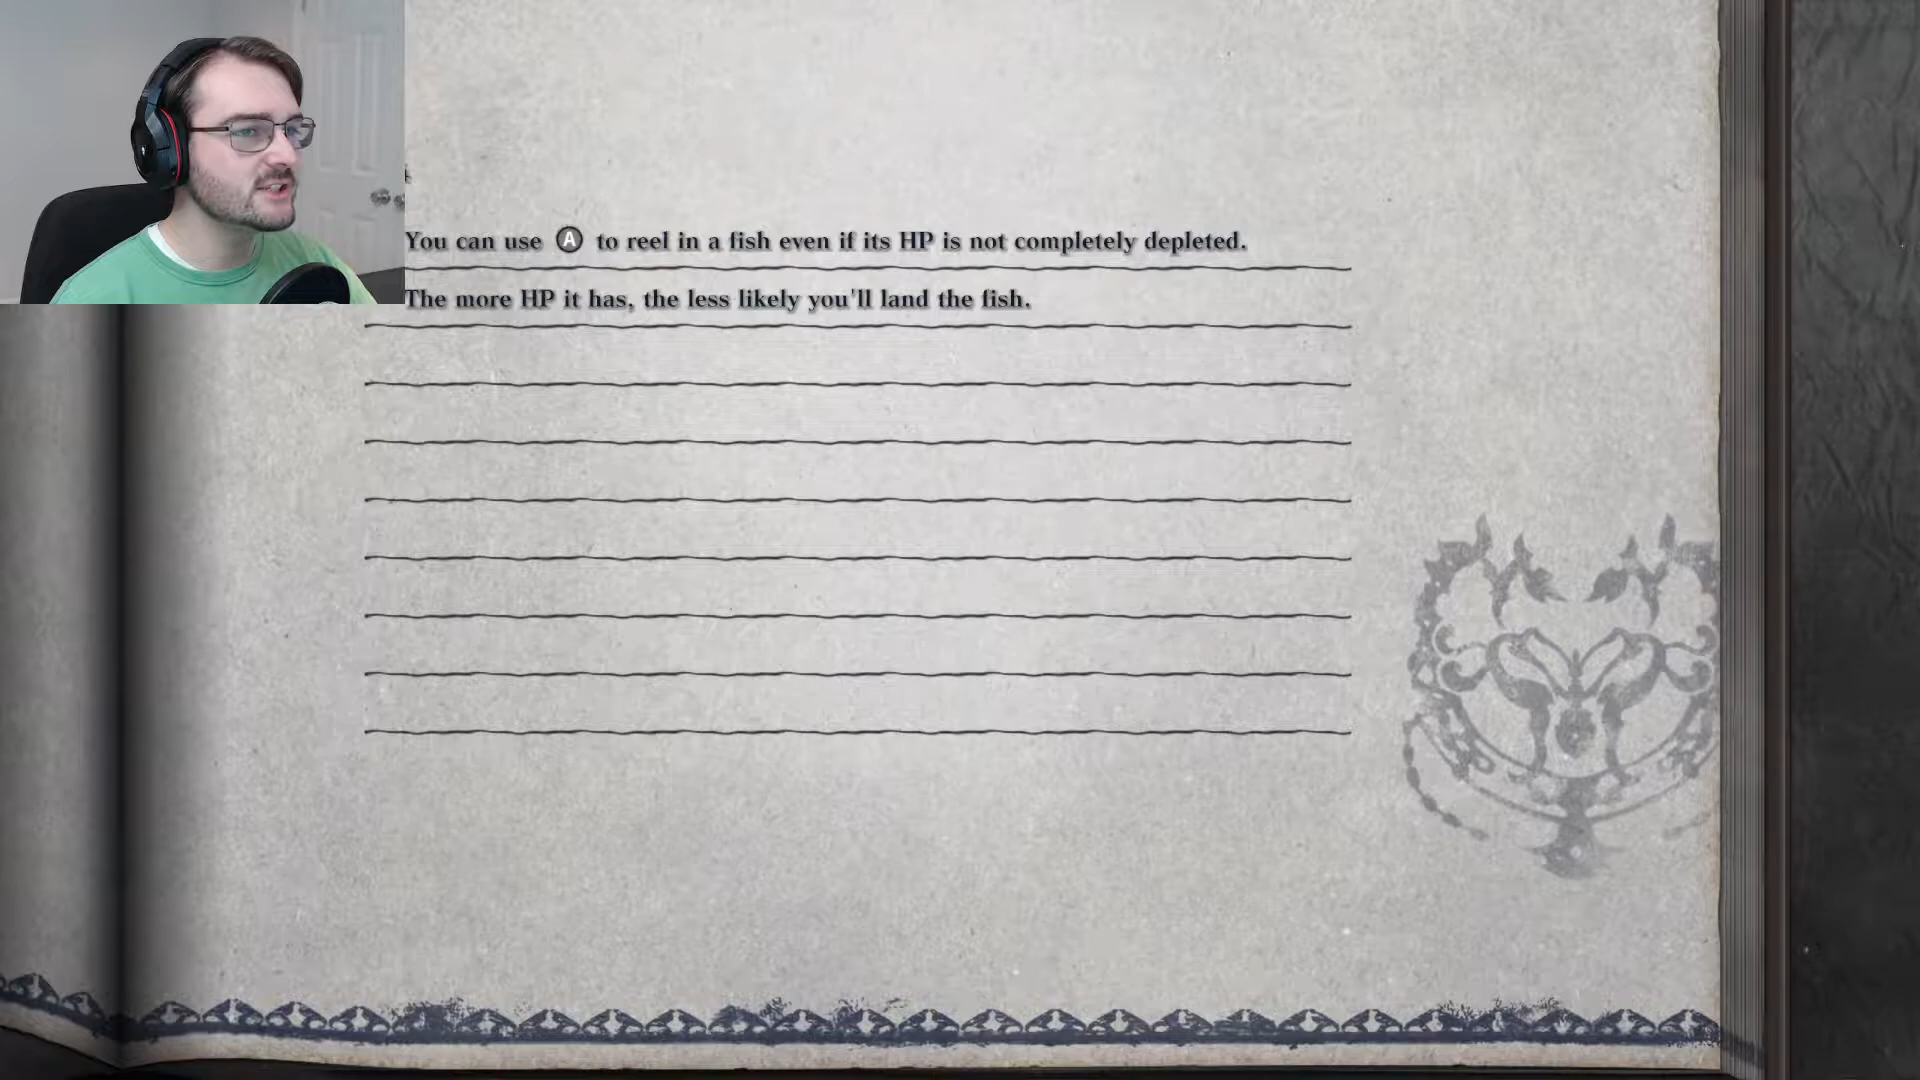 You can use A to reel in a fish even if its HP is not completely depleted.
The more HP it has, the less likely you'll land the fish.